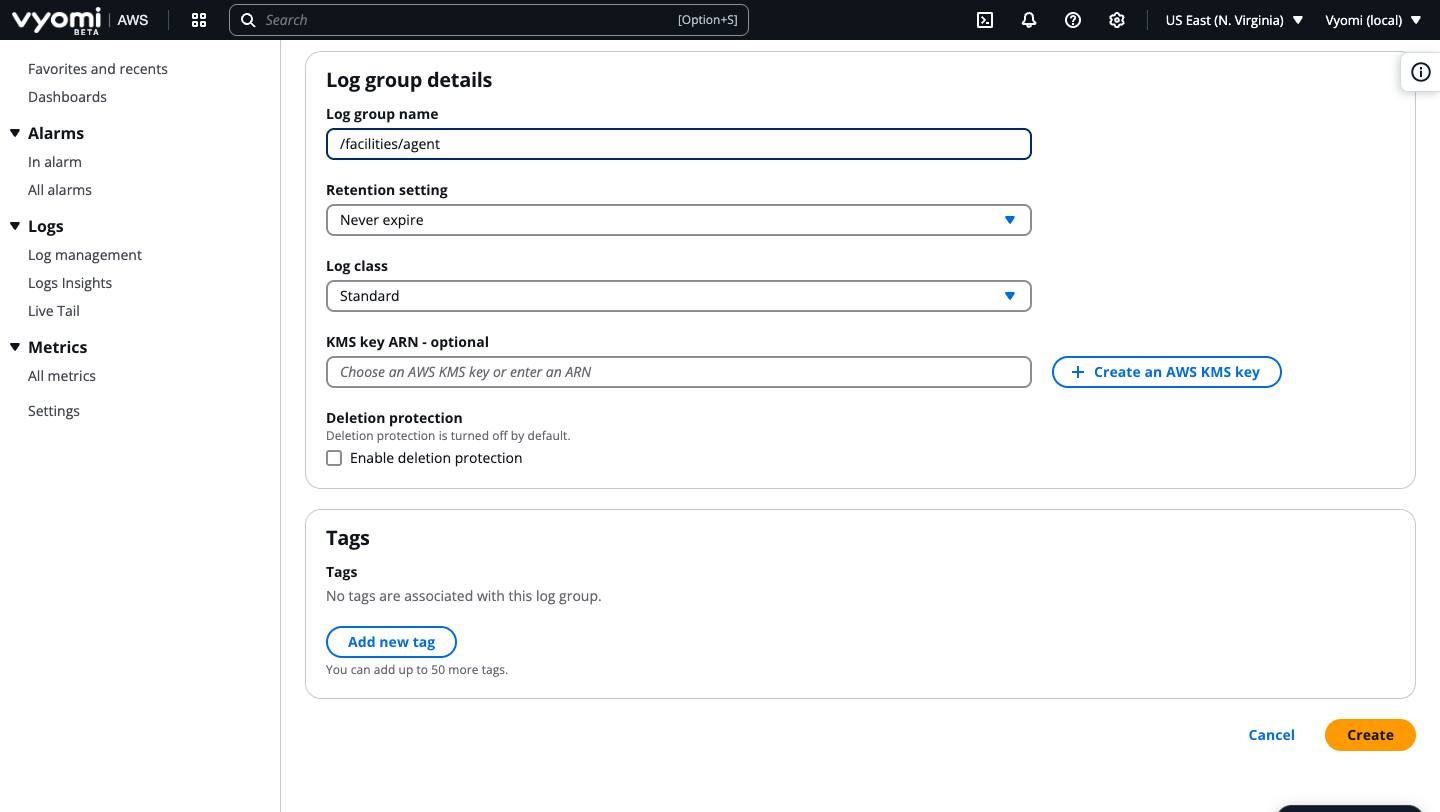 vyomi AWS
BETA
Search [Option+S]
US East (N. Virginia) Vyomi (local)
Favorites and recents
Dashboards
Alarms
In alarm
All alarms
Logs
Log management
Logs Insights
Live Tail
Metrics
All metrics
Settings
Log group details
Log group name
/facilities/agent
Retention setting
Never expire
Log class
Standard
KMS key ARN - optional
Choose an AWS KMS key or enter an ARN
Create an AWS KMS key
Deletion protection
Deletion protection is turned off by default.
Enable deletion protection
Tags
Tags
No tags are associated with this log group.
Add new tag
You can add up to 50 more tags.
Cancel Create